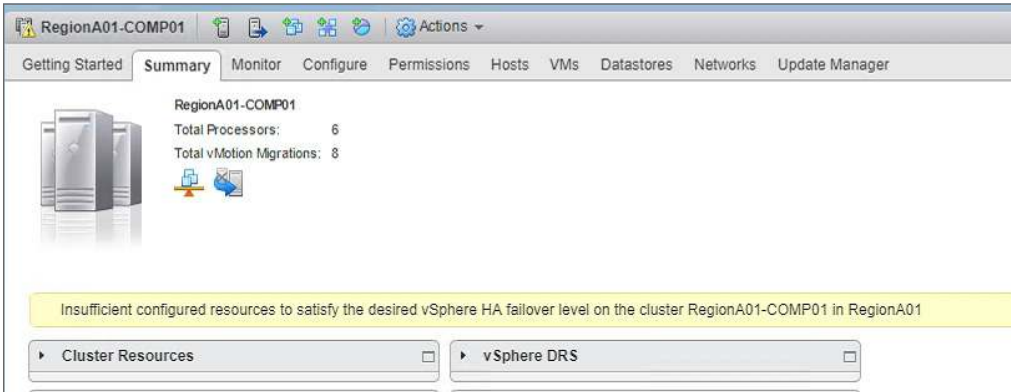 RegionA01-COMP01 Actions
Getting Started Summary Monitor Configure Permissions Hosts VMs Datastores Networks Update Manager
RegionA01-COMP01
Total Processors: 6
Total vMotion Migrations: 8
Insufficient configured resources to satisfy the desired vSphere HA failover level on the cluster RegionA01-COMP01 in RegionA01
Cluster Resources vSphere DRS